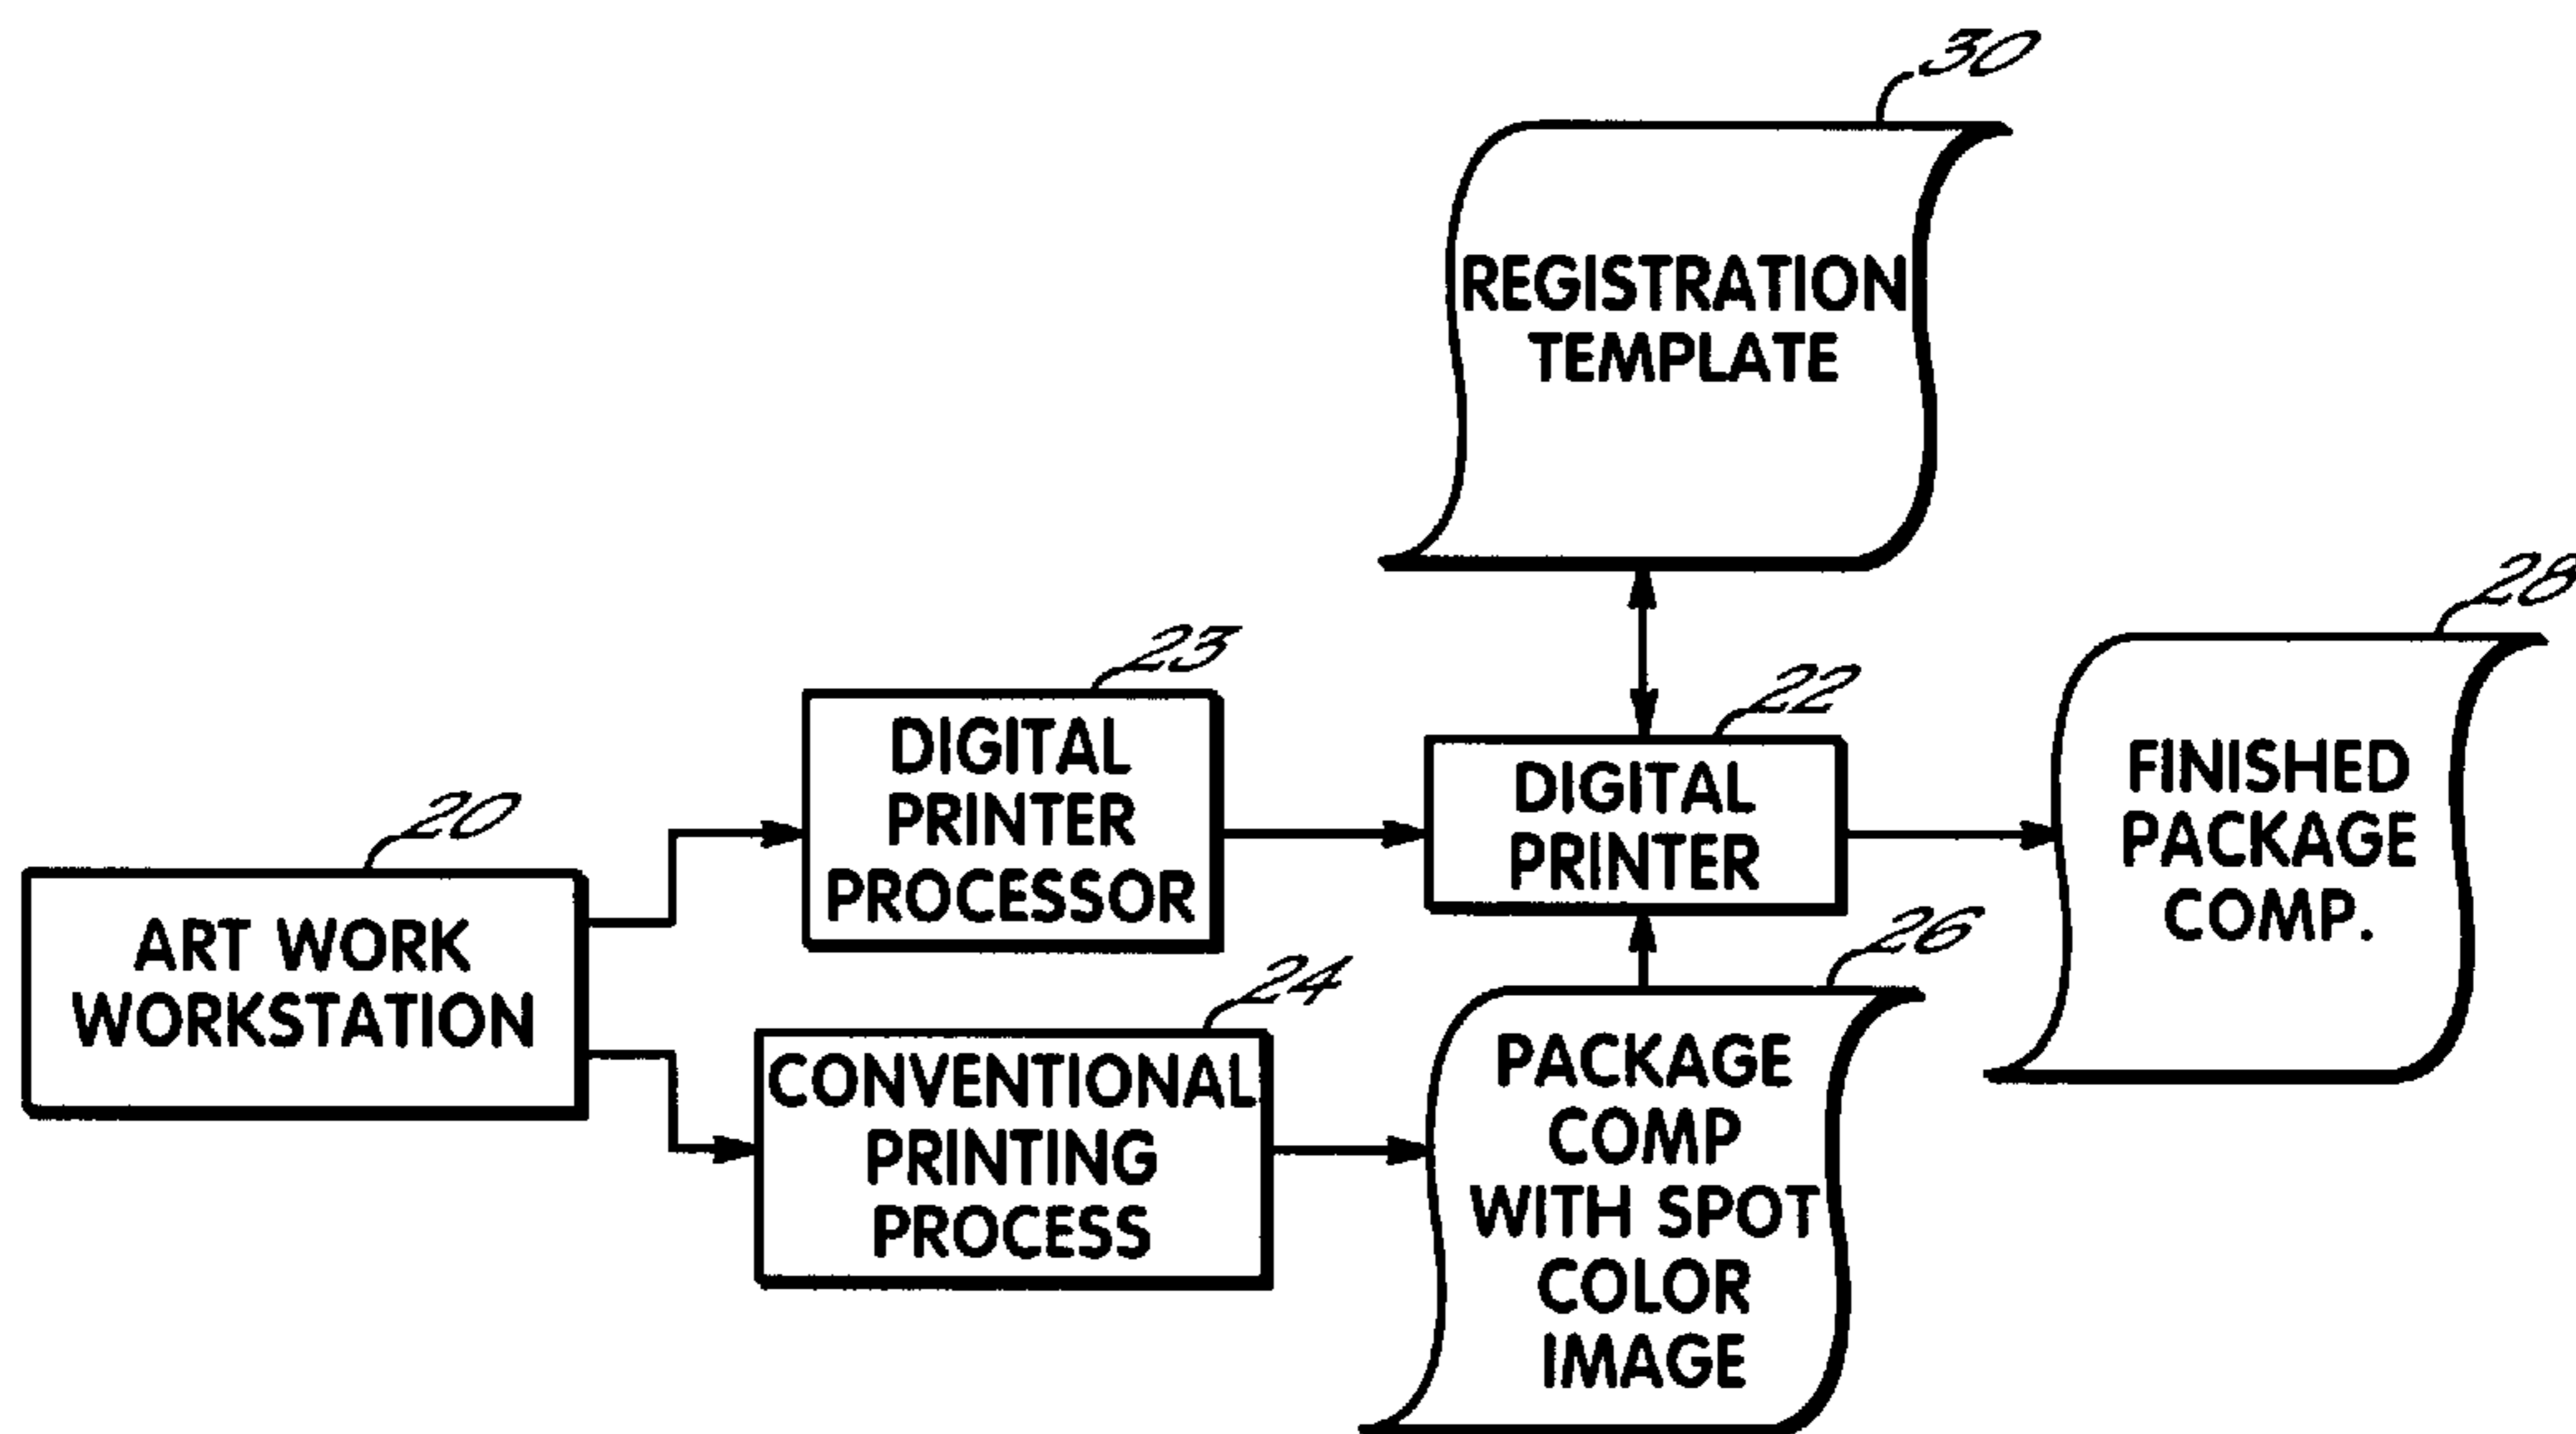 30
REGISTRATION
TEMPLATE
28
23
22
DIGITAL
PRINTER
PROCESSOR
DIGITAL
PRINTER
FINISHED
PACKAGE
COMP.
20
ART WORK
WORKSTATION
24
CONVENTIONAL
PRINTING
PROCESS
26
PACKAGE
COMP
WITH SPOT
COLOR
IMAGE